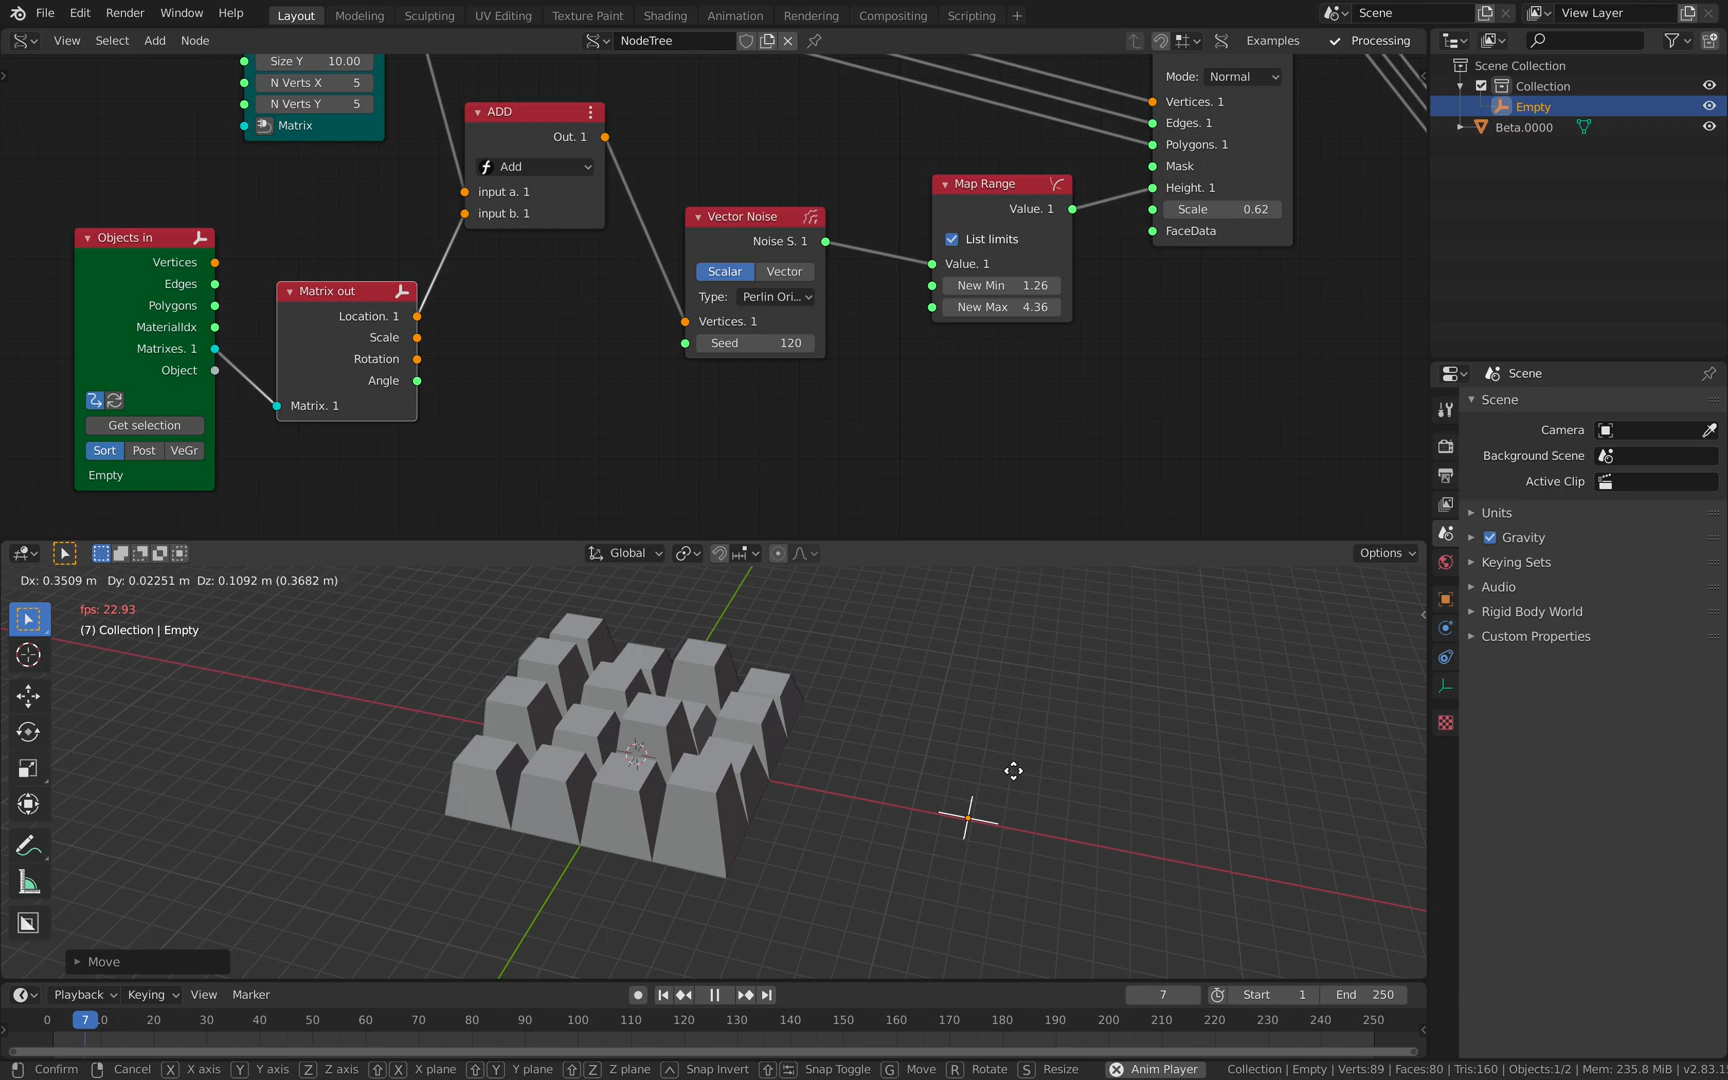 File Edit Render Window Help Layout Modeling Sculpting UV Editing Texture Paint Shading Animation Rendering Compositing Scripting + Scene View Layer
View Select Add Node NodeTree Examples Processing
Size Y 10.00
N Verts X 5
N Verts Y 5
Matrix
ADD
Out. 1
Add
input a. 1
input b. 1
Objects in
Vertices
Edges
Polygons
MaterialIdx
Matrixes. 1
Object
Get selection
Sort Post VeGr
Empty
Matrix out
Location. 1
Scale
Rotation
Angle
Matrix. 1
Vector Noise
Noise S. 1
Scalar Vector
Type: Perlin Ori...
Vertices. 1
Seed 120
Map Range
Value. 1
List limits
Value. 1
New Min 1.26
New Max 4.36
Mode: Normal
Vertices. 1
Edges. 1
Polygons. 1
Mask
Height. 1
Scale 0.62
FaceData
Scene Collection
Collection
Empty
Beta.0000
Scene
Scene
Camera
Background Scene
Active Clip
Units
Gravity
Keying Sets
Audio
Rigid Body World
Custom Properties
Global Options
Dx: 0.3509 m Dy: 0.02251 m Dz: 0.1092 m (0.3682 m)
fps: 22.93
(7) Collection | Empty
Move
Playback Keying View Marker 7 Start 1 End 250
0 7 10 20 30 40 50 60 70 80 90 100 110 120 130 140 150 160 170 180 190 200 210 220 230 240 250
Confirm Cancel X X axis Y Y axis Z Z axis X X plane Y Y plane Z Z plane Snap Invert Snap Toggle G Move R Rotate S Resize Anim Player Collection | Empty | Verts:89 | Faces:80 | Tris:160 | Objects:1/2 | Mem: 235.8 MiB | v2.83.1